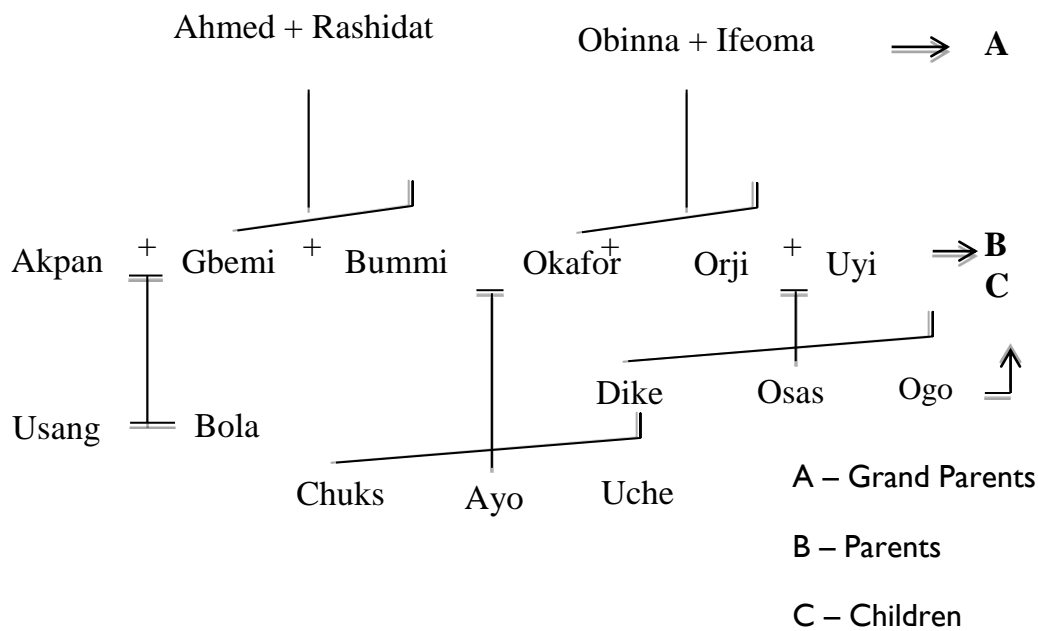 Ahmed + Rashidat
Obinna + Ifeoma
A
Akpan + Gbemi + Bummi
Okafor + Orji + Uyi
B
C
Dike Osas Ogo
Usang Bola
Chuks Ayo Uche
A – Grand Parents
B – Parents
C – Children